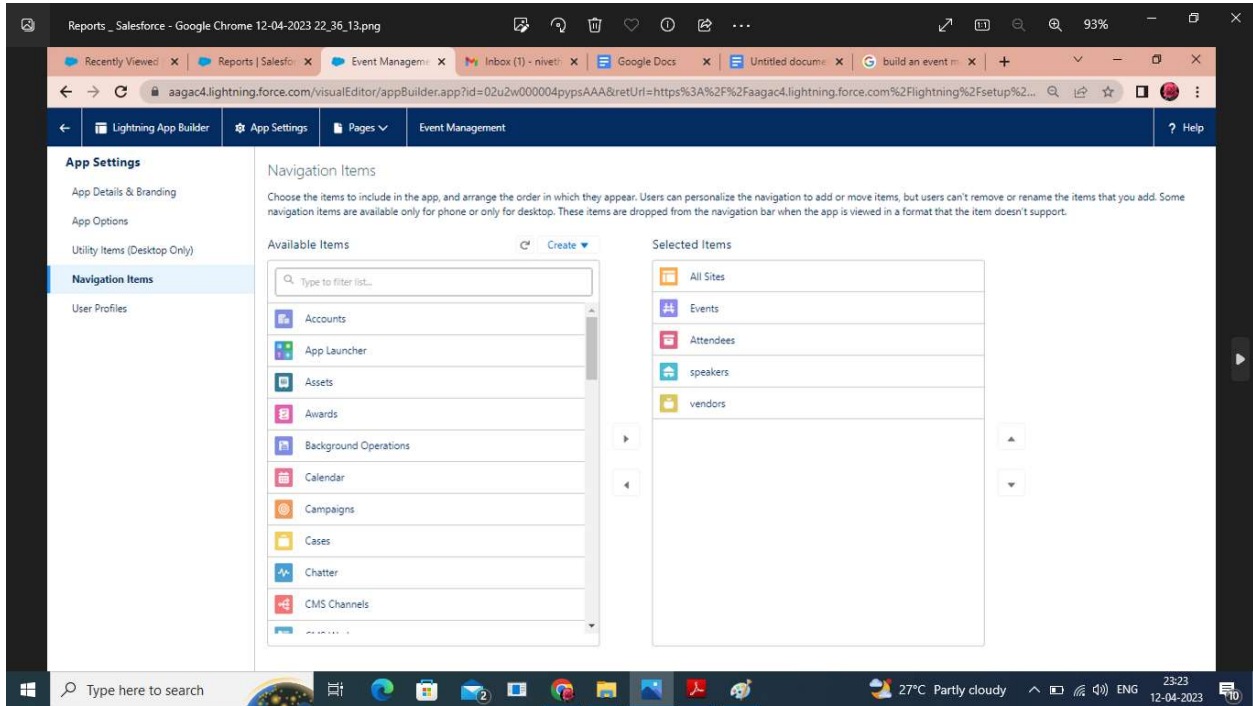 Reports _ Salesforce - Google Chrome 12-04-2023 22_36_13.png
93%
Recently Viewed
Reports | Salesfo
Event Manageme
Inbox (1) - niveth
Google Docs
Untitled docume
build an event m
aagac4.lightning.force.com/visualEditor/appBuilder.app?id=02u2w000004pypsAAA&retUrl=https%3A%2F%2Faagac4.lightning.force.com%2Flightning%2Fsetup%2...
Lightning App Builder
App Settings
Pages
Event Management
? Help
App Settings
App Details & Branding
App Options
Utility Items (Desktop Only)
Navigation Items
User Profiles
Navigation Items
Choose the items to include in the app, and arrange the order in which they appear. Users can personalize the navigation to add or move items, but users can't remove or rename the items that you add. Some
navigation items are available only for phone or only for desktop. These items are dropped from the navigation bar when the app is viewed in a format that the item doesn't support.
Available Items
Create
Type to filter list...
Accounts
App Launcher
Assets
Awards
Background Operations
Calendar
Campaigns
Cases
Chatter
CMS Channels
Selected Items
All Sites
Events
Attendees
speakers
vendors
Type here to search
2
27°C Partly cloudy
ENG
23:23
12-04-2023
10